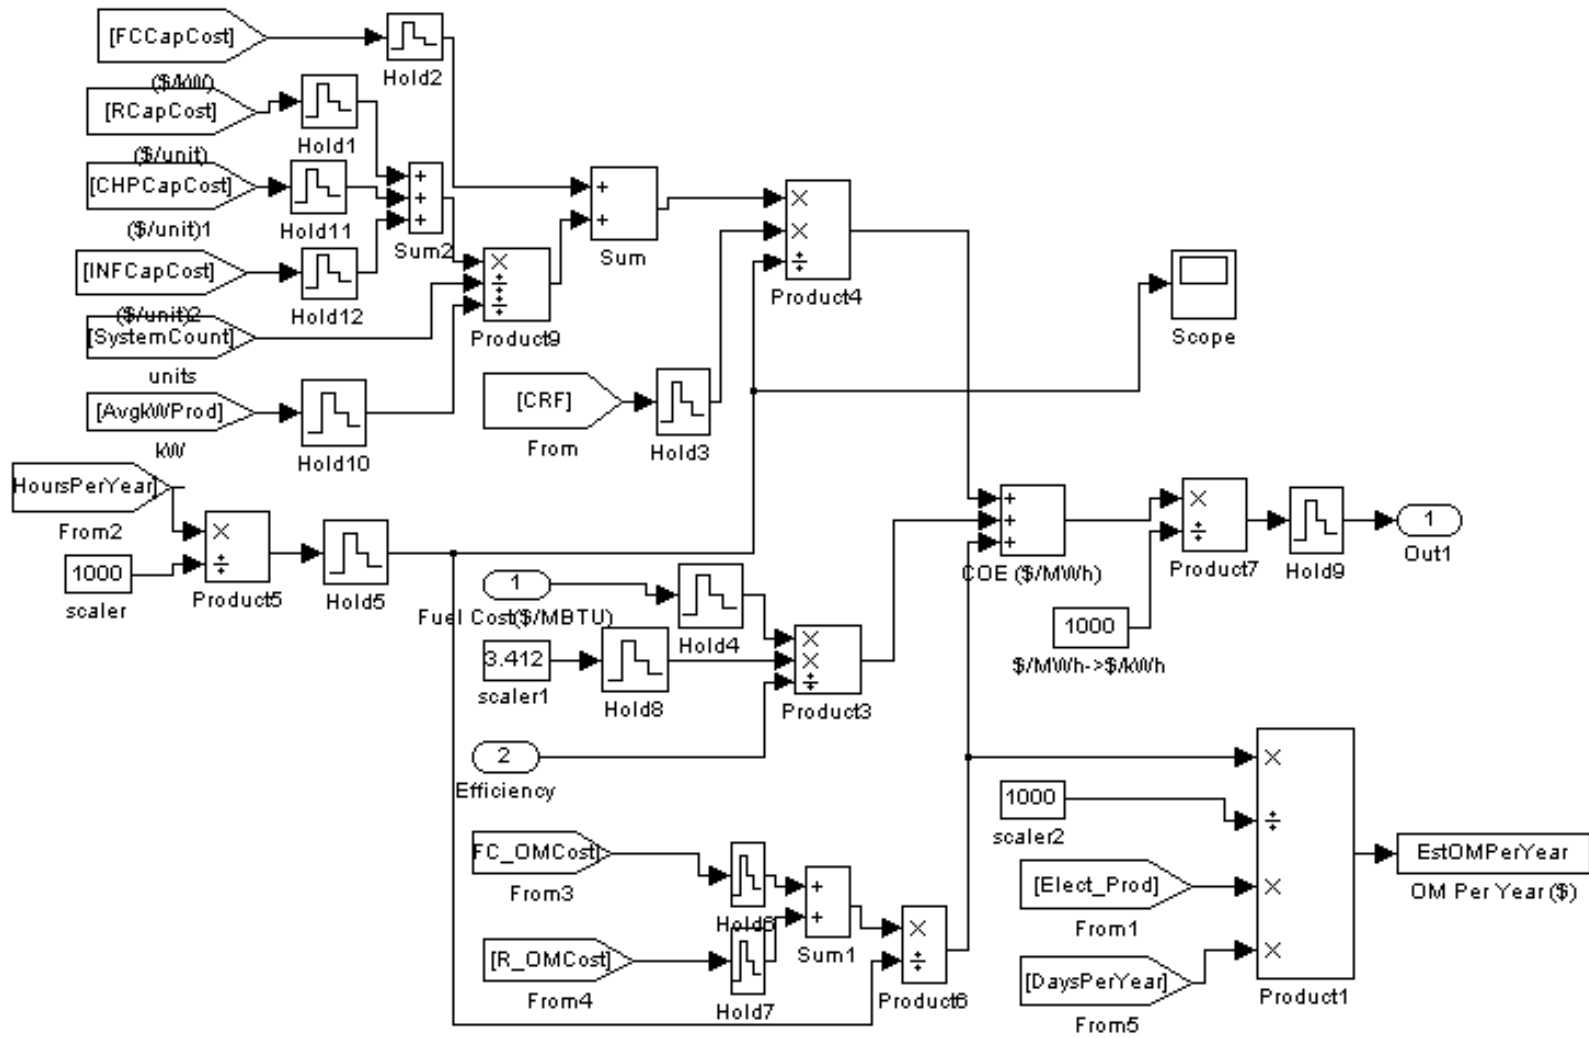 [FCCapCost]
Hold2
($/kW)
[RCapCost]
Hold1
($/unit)
[CHPCapCost]
Hold11
Sum2
Sum
($/unit)1
[INFCapCost]
Hold12
Product9
Product4
Scope
($/unit)2
[SystemCount]
units
[AvgkWProd]
Hold10
[CRF]
From
Hold3
kW
HoursPerYear]
From2
1000
scaler
Product5
Hold5
1
Fuel Cost($/MBTU)
Hold4
3.412
scaler1
Hold8
Product3
2
Efficiency
COE ($/MWh)
Product7
Hold9
1
Out1
1000
$/MWh->$/kWh
FC_OMCost]
From3
Hold6
[R_OMCost]
From4
Hold7
Sum1
Product6
1000
scaler2
[Elect_Prod]
From1
[DaysPerYear]
From5
Product1
EstOMPerYear
OM Per Year ($)